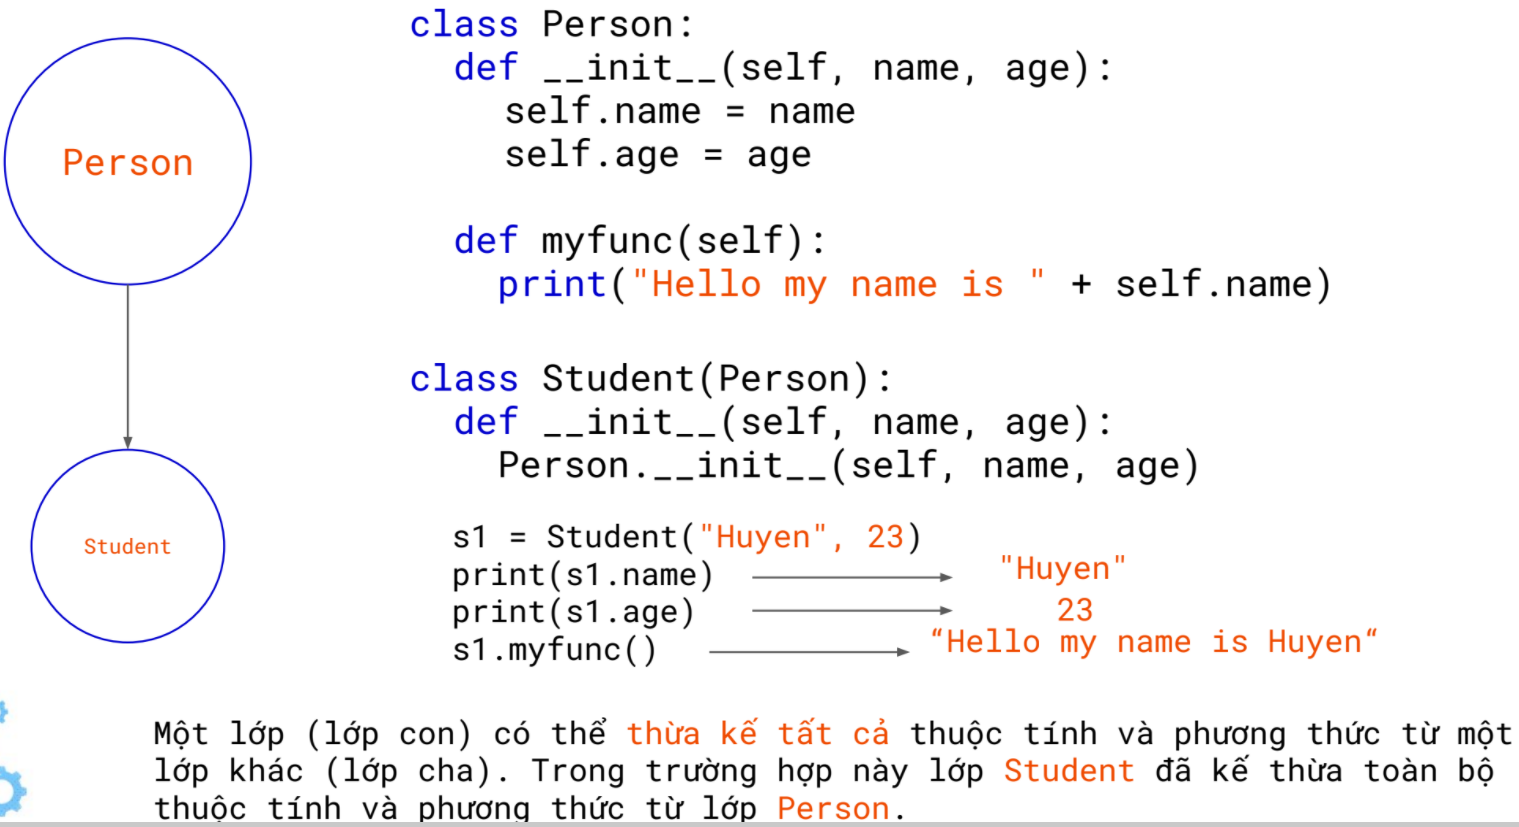 Person
Student
class Person:
def __init__(self, name, age):
self.name = name
self.age = age
def myfunc(self):
print("Hello my name is " + self.name)
class Student(Person):
def __init__(self, name, age):
Person.__init__(self, name, age)
s1 = Student("Huyen", 23)
print(s1.name) "Huyen"
print(s1.age) 23
s1.myfunc() “Hello my name is Huyen“
Một lớp (lớp con) có thể thừa kế tất cả thuộc tính và phương thức từ một
lớp khác (lớp cha). Trong trường hợp này lớp Student đã kế thừa toàn bộ
thuộc tính và phương thức từ lớp Person.